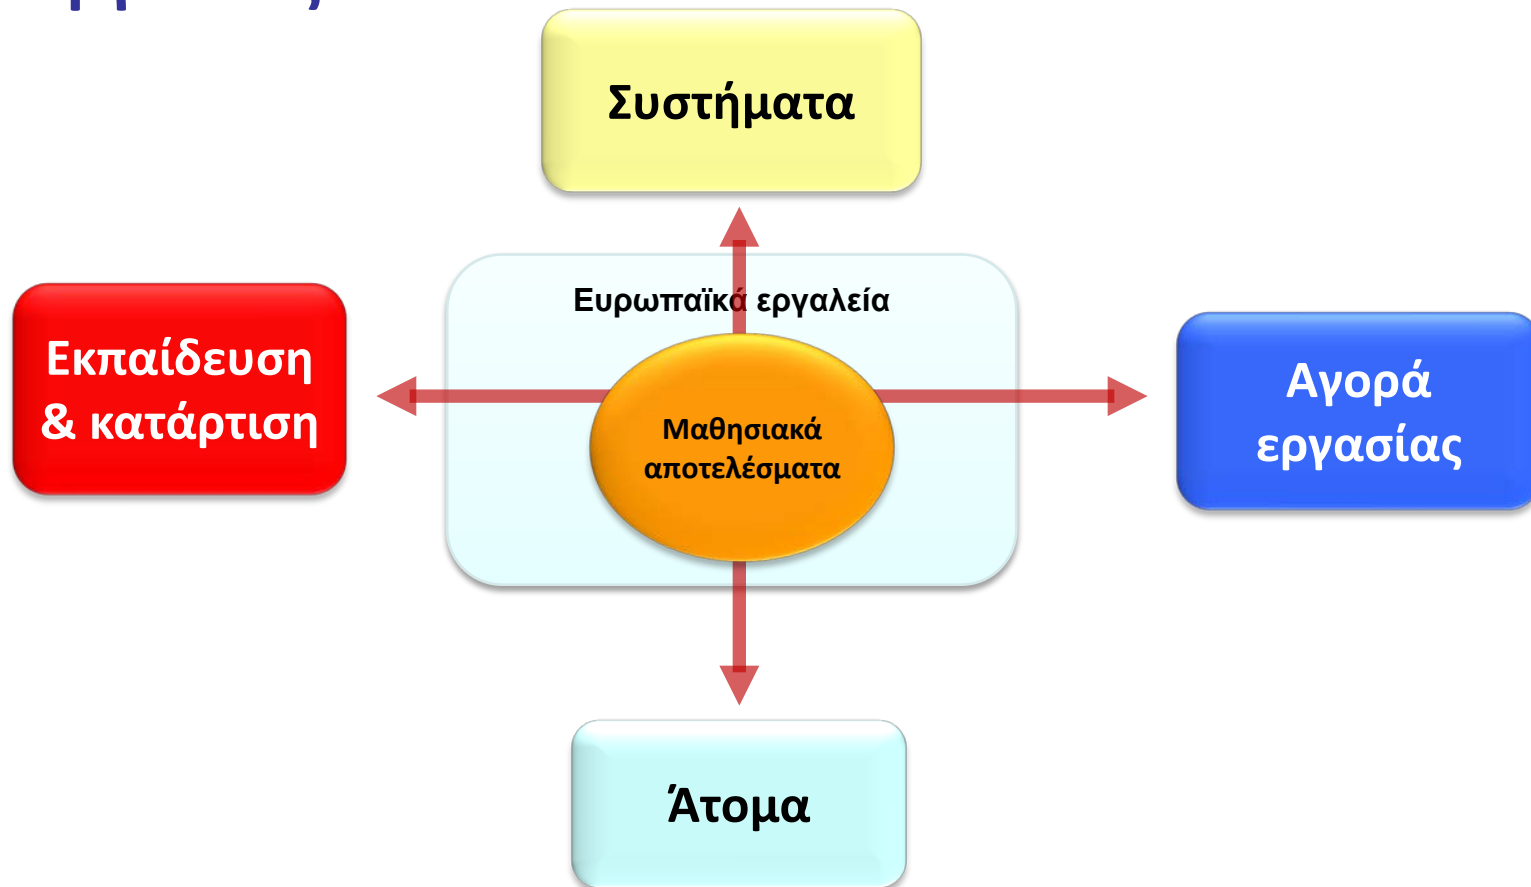 Συστήματα
Ευρωπαϊκά εργαλεία
Εκπαίδευση
& κατάρτιση
Μαθησιακά
αποτελέσματα
Αγορά
εργασίας
Άτομα